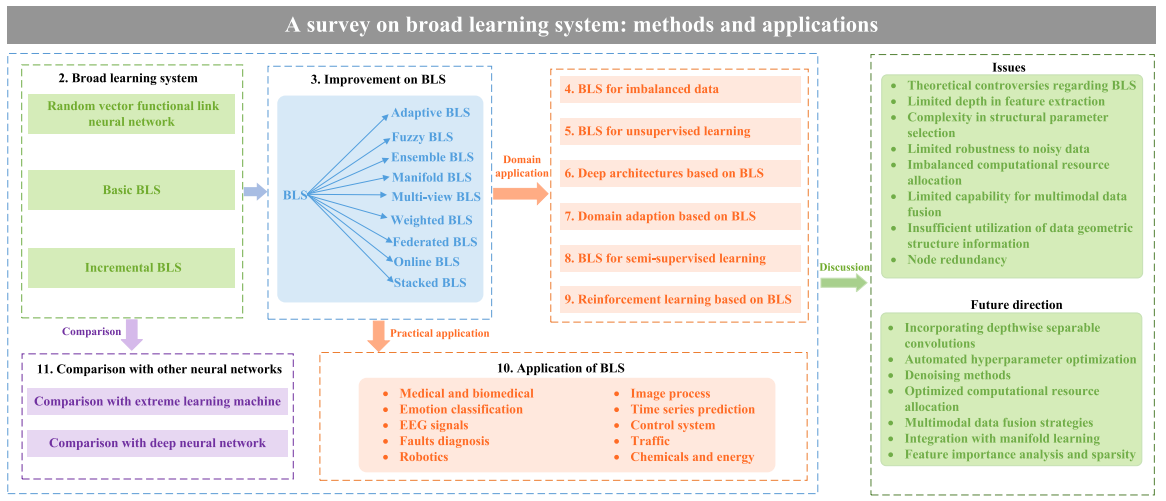 A survey on broad learning system: methods and applications
2. Broad learning system
Random vector functional link
neural network
Basic BLS
Incremental BLS
3. Improvement on BLS
BLS
Adaptive BLS
Fuzzy BLS
Ensemble BLS
Manifold BLS
Multi-view BLS
Weighted BLS
Federated BLS
Online BLS
Stacked BLS
Domain
application
4. BLS for imbalanced data
5. BLS for unsupervised learning
6. Deep architectures based on BLS
7. Domain adaption based on BLS
8. BLS for semi-supervised learning
9. Reinforcement learning based on BLS
Comparison
Practical application
11. Comparison with other neural networks
Comparison with extreme learning machine
Comparison with deep neural network
10. Application of BLS
• Medical and biomedical
• Emotion classification
• EEG signals
• Faults diagnosis
• Robotics
• Image process
• Time series prediction
• Control system
• Traffic
• Chemicals and energy
Discussion
Issues
• Theoretical controversies regarding BLS
• Limited depth in feature extraction
• Complexity in structural parameter
selection
• Limited robustness to noisy data
• Imbalanced computational resource
allocation
• Limited capability for multimodal data
fusion
• Insufficient utilization of data geometric
structure information
• Node redundancy
Future direction
• Incorporating depthwise separable
convolutions
• Automated hyperparameter optimization
• Denoising methods
• Optimized computational resource
allocation
• Multimodal data fusion strategies
• Integration with manifold learning
• Feature importance analysis and sparsity